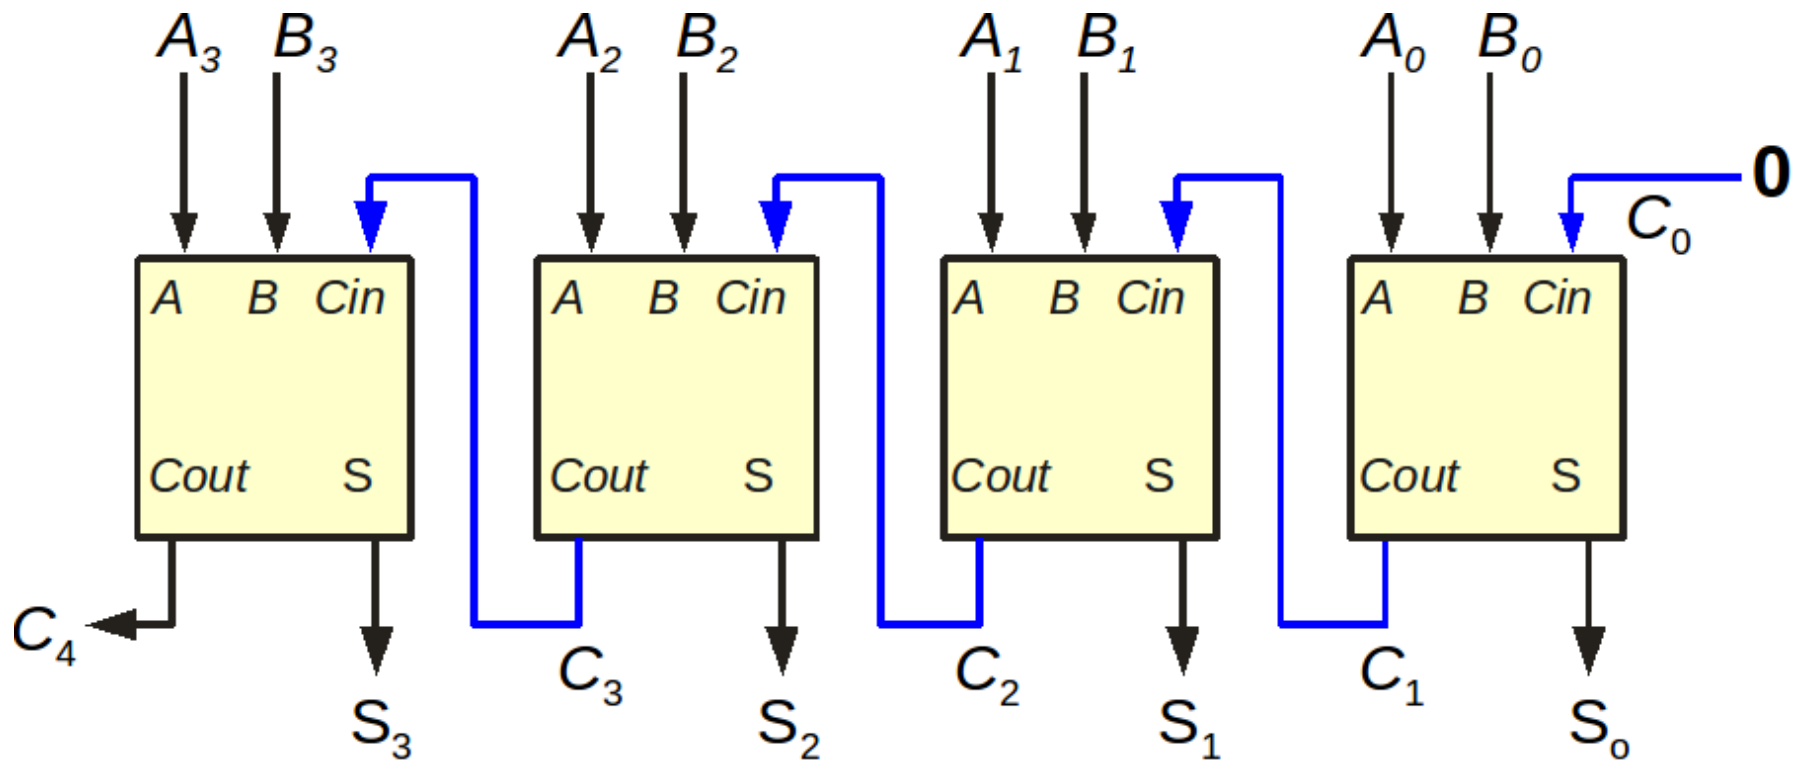 A3 B3 A2 B2 A1 B1 A0 B0
0
C0
A B Cin A B Cin A B Cin A B Cin
Cout S Cout S Cout S Cout S
C4
C3 C2 C1
S3 S2 S1 So